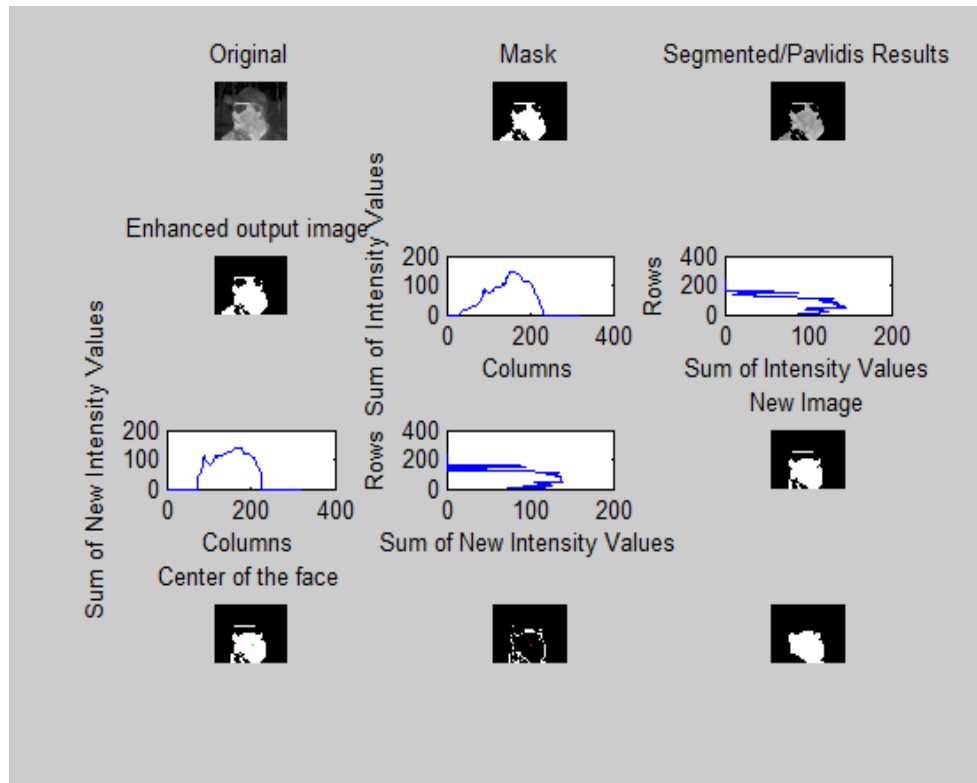 Original
Mask
Segmented/Pavlidis Results
Enhanced output image
Sum of Intensity Values
200
100
0
0 200 400
Columns
Rows
400
200
0
0 100 200
Sum of Intensity Values
Sum of New Intensity Values
200
100
0
0 200 400
Columns
Rows
400
200
0
0 100 200
Sum of New Intensity Values
New Image
Center of the face